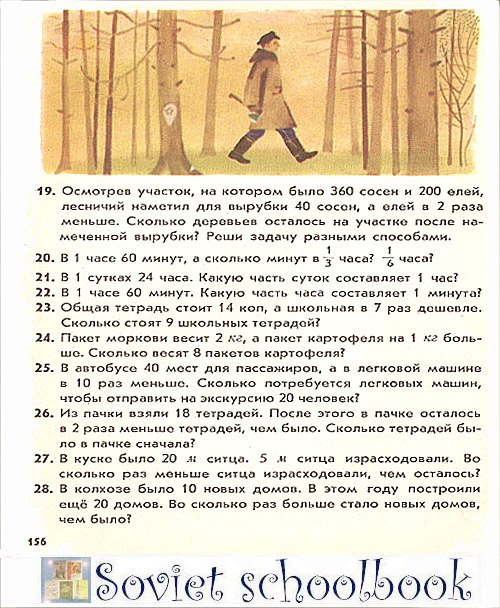 19. Осмотрев участок, на котором было 360 сосен и 200 елей,
лесничий наметил для вырубки 40 сосен, а елей в 2 раза
меньше. Сколько деревьев осталось на участке после на-
меченной вырубки? Реши задачу разными способами.
20. В 1 часе 60 минут, а сколько минут в 1/3 часа? 1/6 часа?
21. В 1 сутках 24 часа. Какую часть суток составляет 1 час?
22. В 1 часе 60 минут. Какую часть часа составляет 1 минута?
23. Общая тетрадь стоит 14 коп, а школьная в 7 раз дешевле.
Сколько стоят 9 школьных тетрадей?
24. Пакет моркови весит 2 кг, а пакет картофеля на 1 кг боль-
ше. Сколько весят 8 пакетов картофеля?
25. В автобусе 40 мест для пассажиров, а в легковой машине
в 10 раз меньше. Сколько потребуется легковых машин,
чтобы отправить на экскурсию 20 человек?
26. Из пачки взяли 18 тетрадей. После этого в пачке осталось
в 2 раза меньше тетрадей, чем было. Сколько тетрадей бы-
ло в пачке сначала?
27. В куске было 20 м ситца. 5 м ситца израсходовали. Во
сколько раз меньше ситца израсходовали, чем осталось?
28. В колхозе было 10 новых домов. В этом году построили
ещё 20 домов. Во сколько раз больше стало новых домов,
чем было?
156
Soviet schoolbook